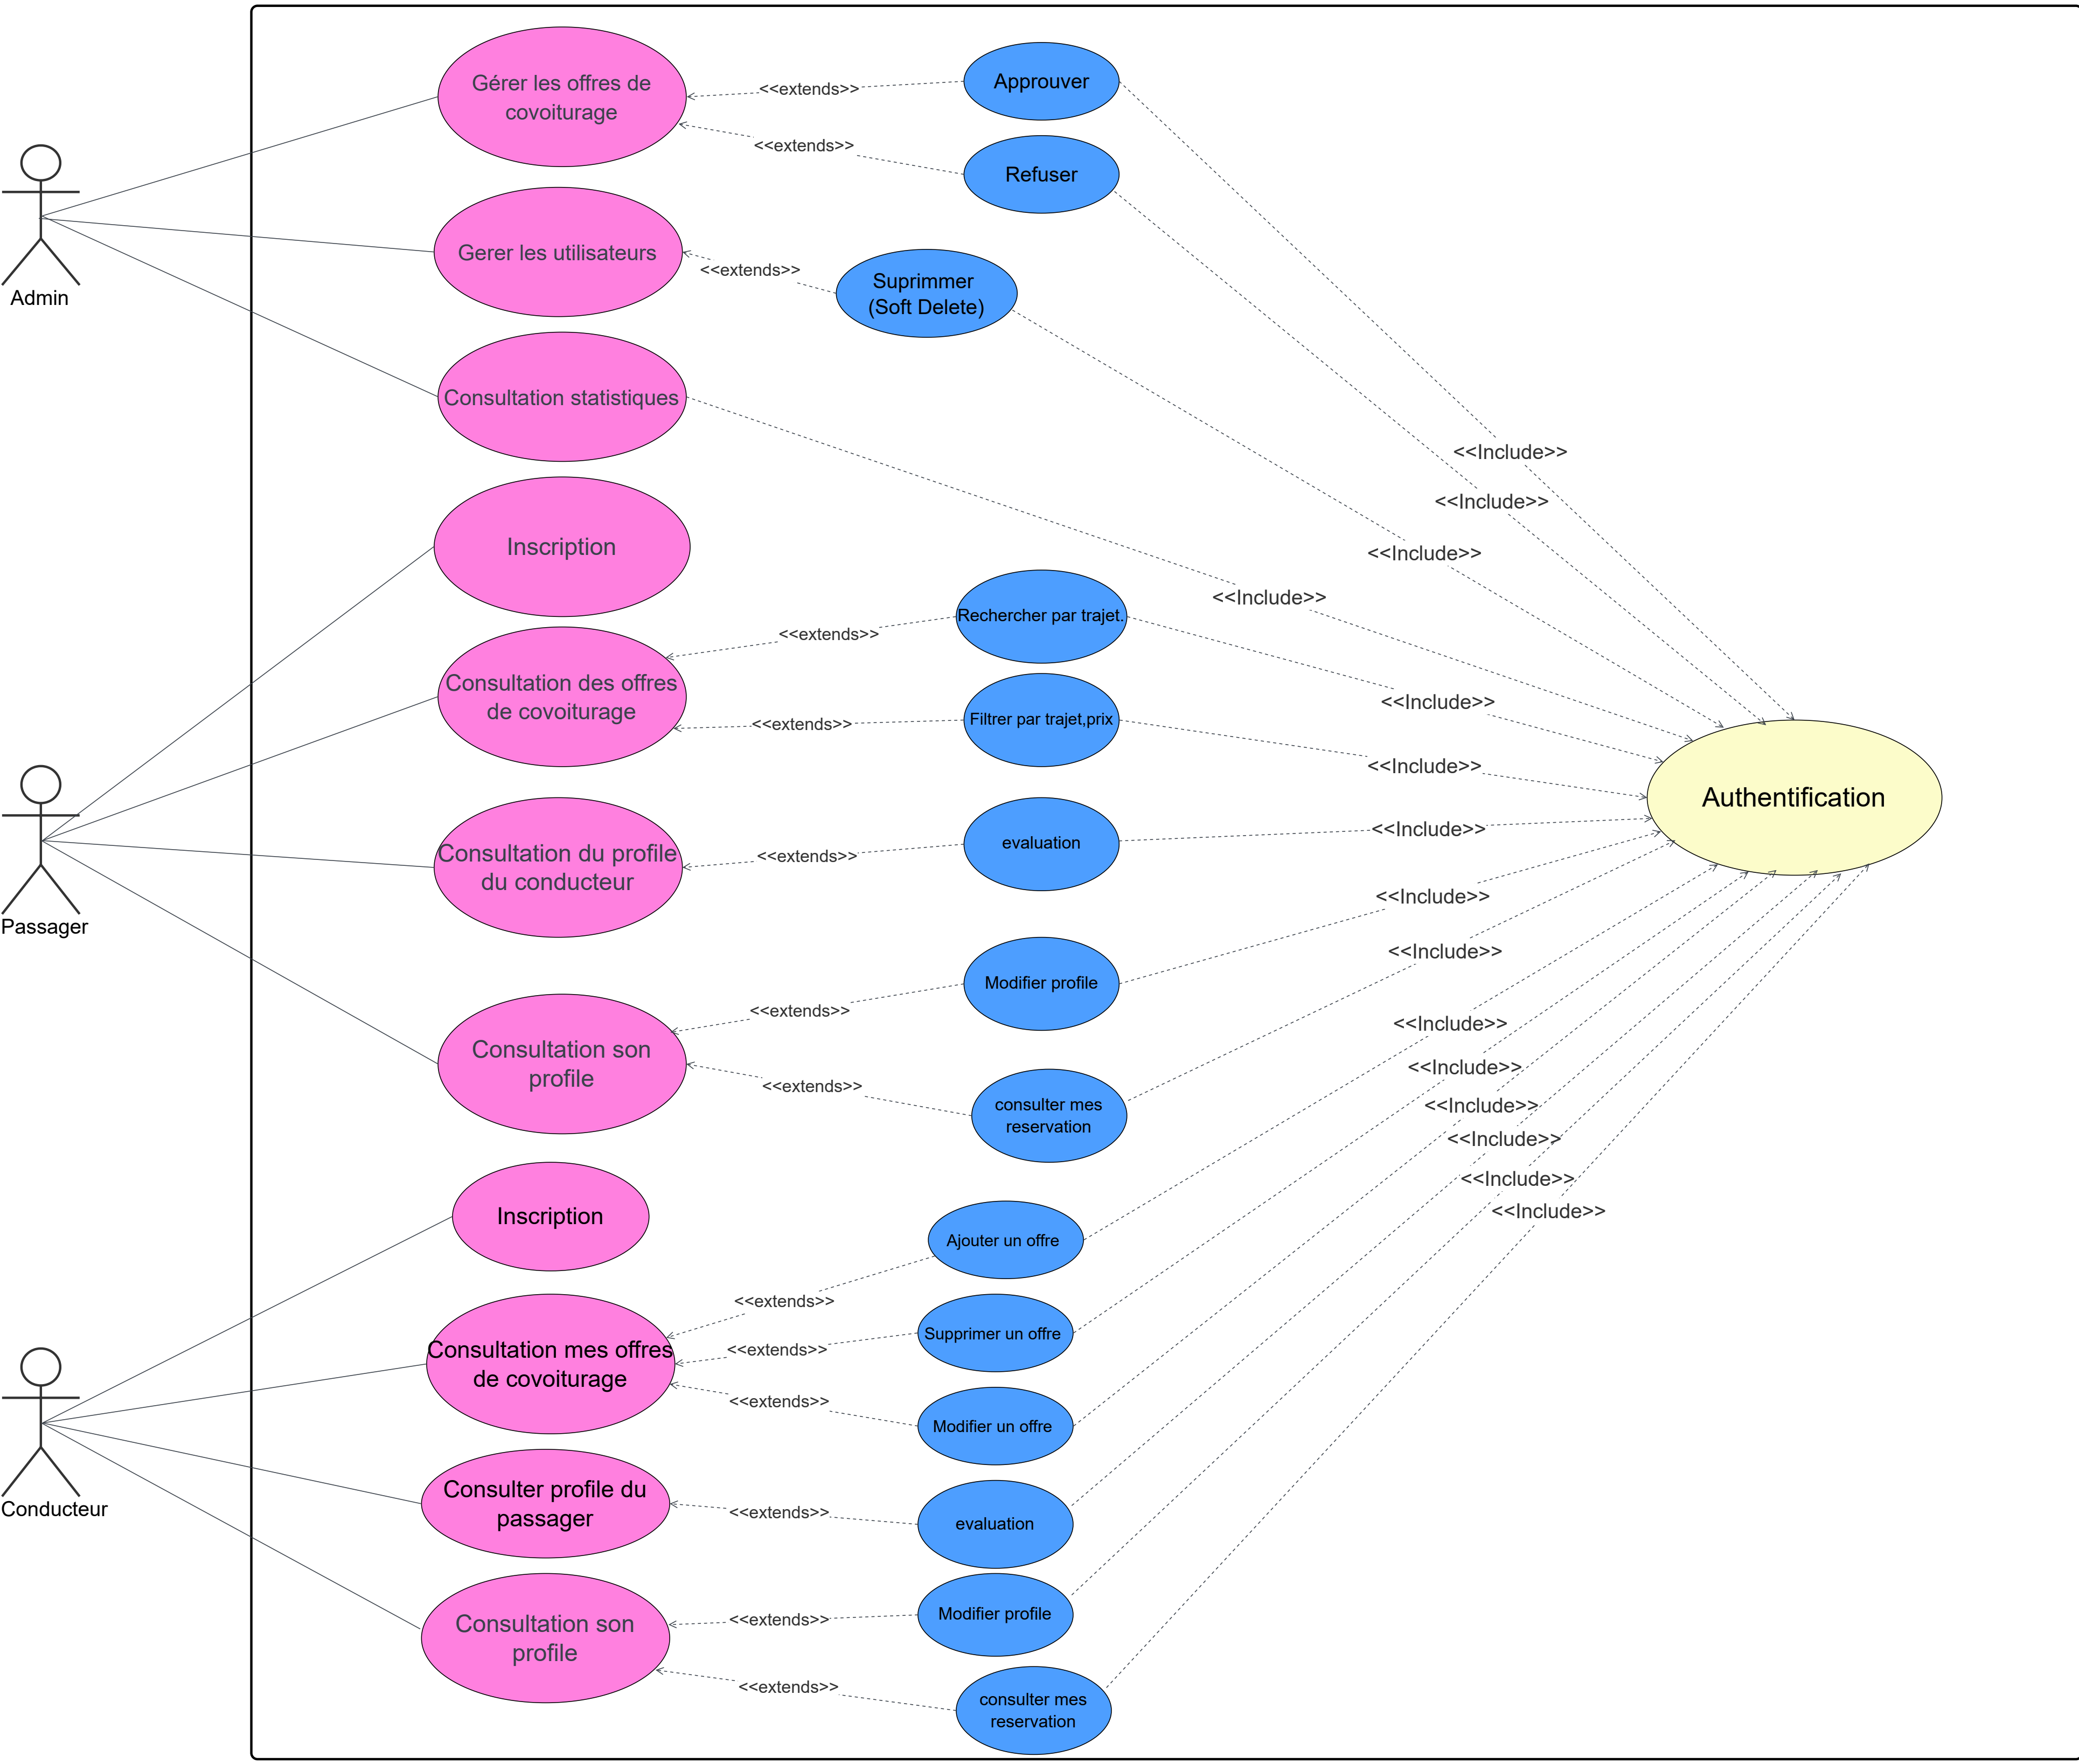 Gérer les offres de
covoiturage
<<extends>>
Approuver
<<extends>>
Refuser
Admin
Gerer les utilisateurs
<<extends>>
Suprimmer
(Soft Delete)
Consultation statistiques
<<Include>>
<<Include>>
<<Include>>
<<Include>>
Inscription
Rechercher par trajet.
<<extends>>
Consultation des offres
de covoiturage
<<extends>>
Filtrer par trajet,prix
<<Include>>
<<Include>>
Authentification
Passager
Consultation du profile
du conducteur
<<extends>>
evaluation
<<Include>>
<<Include>>
<<Include>>
Modifier profile
<<extends>>
Consultation son
profile
<<extends>>
consulter mes
reservation
<<Include>>
<<Include>>
<<Include>>
<<Include>>
<<Include>>
<<Include>>
Inscription
Ajouter un offre
<<extends>>
Consultation mes offres
de covoiturage
<<extends>>
Supprimer un offre
<<extends>>
Modifier un offre
Conducteur
Consulter profile du
passager
<<extends>>
evaluation
Consultation son
profile
<<extends>>
Modifier profile
<<extends>>
consulter mes
reservation